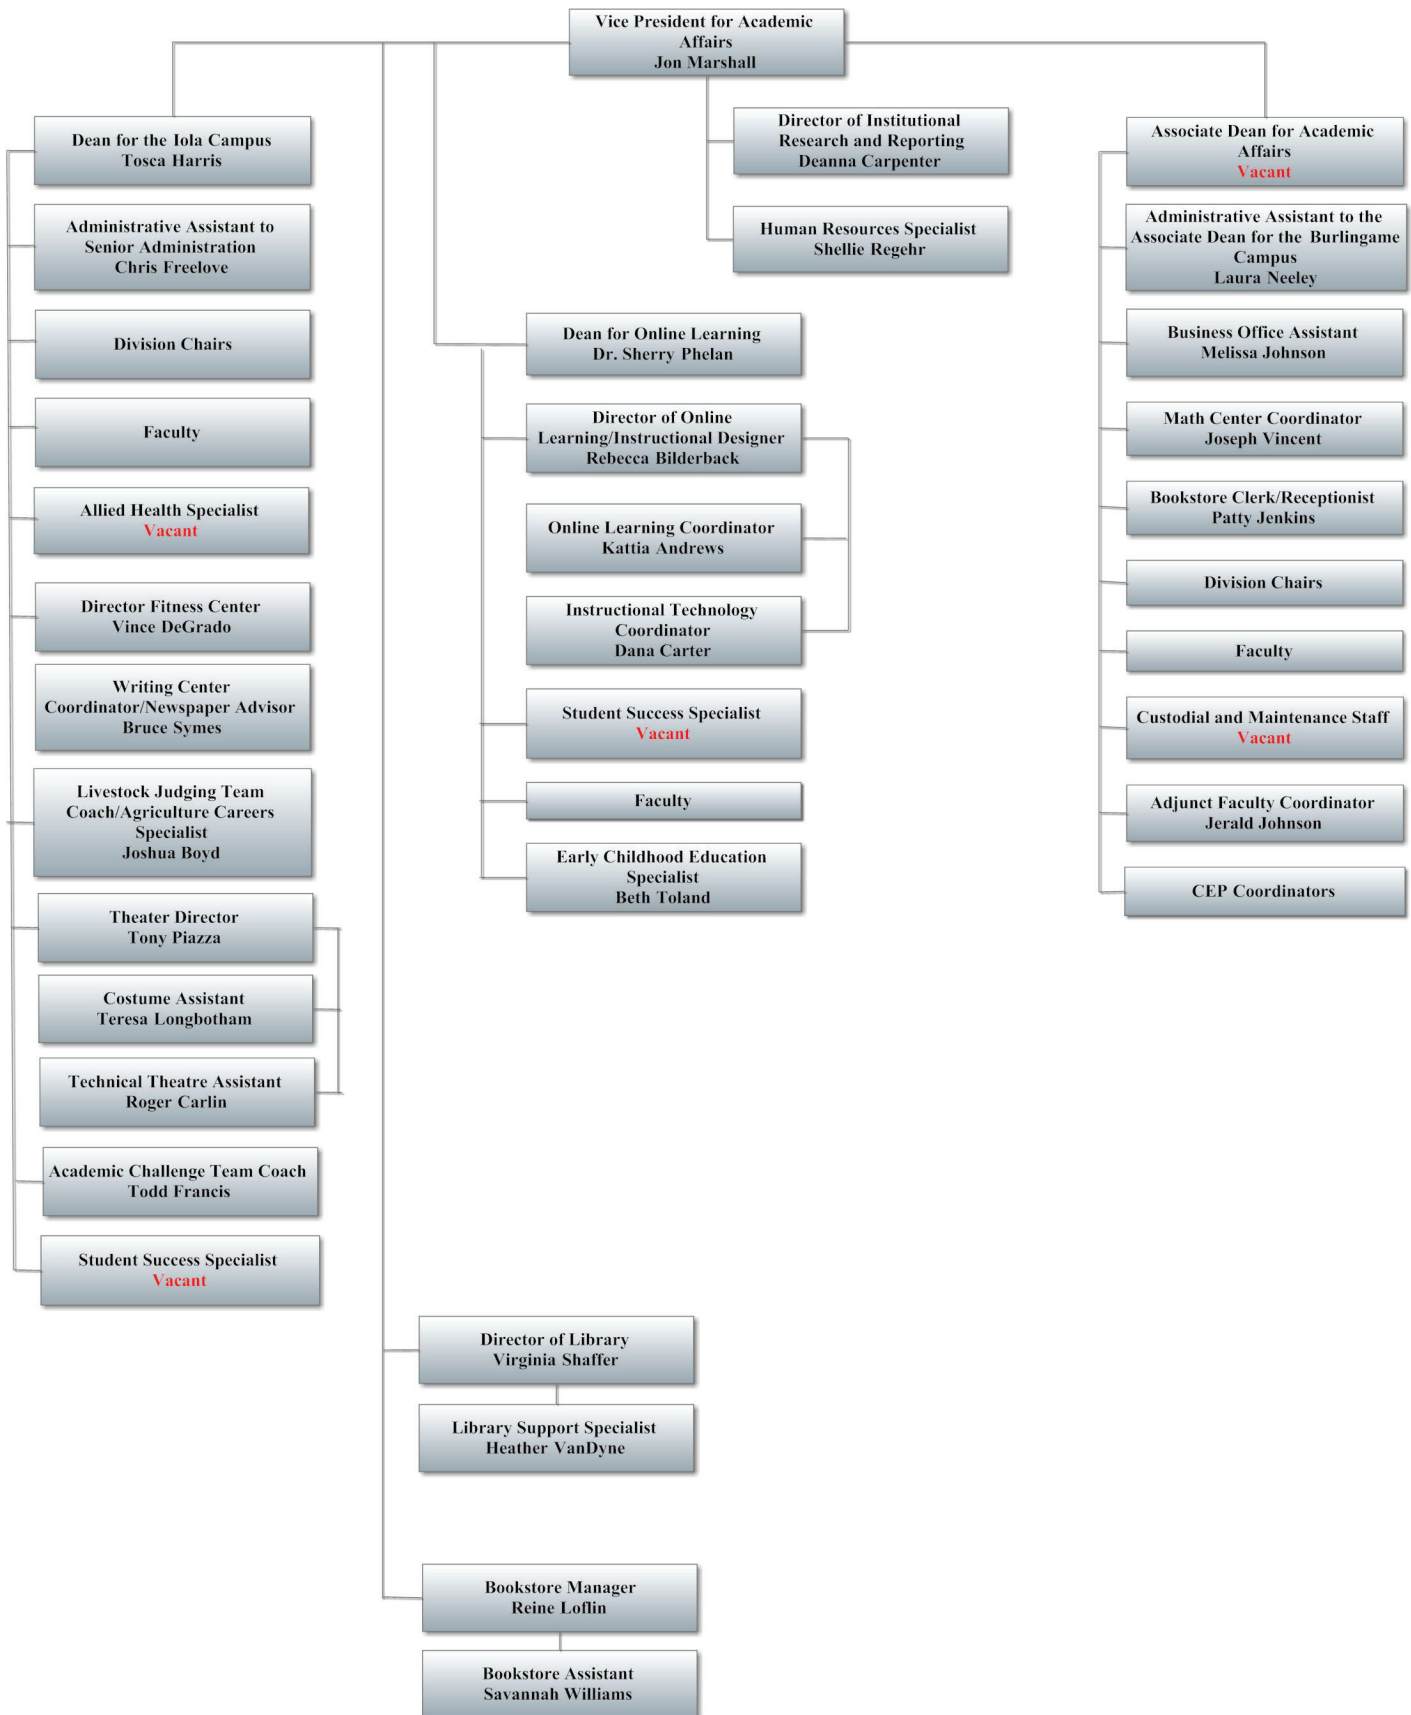 Vice President for Academic
Affairs
Jon Marshall
Dean for the Iola Campus
Tosca Harris
Administrative Assistant to
Senior Administration
Chris Freelove
Division Chairs
Faculty
Allied Health Specialist
Vacant
Director Fitness Center
Vince DeGrado
Writing Center
Coordinator/Newspaper Advisor
Bruce Symes
Livestock Judging Team
Coach/Agriculture Careers
Specialist
Joshua Boyd
Theater Director
Tony Piazza
Costume Assistant
Teresa Longbotham
Technical Theatre Assistant
Roger Carlin
Academic Challenge Team Coach
Todd Francis
Student Success Specialist
Vacant
Director of Institutional
Research and Reporting
Deanna Carpenter
Human Resources Specialist
Shellie Regehr
Dean for Online Learning
Dr. Sherry Phelan
Director of Online
Learning/Instructional Designer
Rebecca Bilderback
Online Learning Coordinator
Kattia Andrews
Instructional Technology
Coordinator
Dana Carter
Student Success Specialist
Vacant
Faculty
Early Childhood Education
Specialist
Beth Toland
Director of Library
Virginia Shaffer
Library Support Specialist
Heather VanDyne
Bookstore Manager
Reine Loflin
Bookstore Assistant
Savannah Williams
Associate Dean for Academic
Affairs
Vacant
Administrative Assistant to the
Associate Dean for the Burlingame
Campus
Laura Neeley
Business Office Assistant
Melissa Johnson
Math Center Coordinator
Joseph Vincent
Bookstore Clerk/Receptionist
Patty Jenkins
Division Chairs
Faculty
Custodial and Maintenance Staff
Vacant
Adjunct Faculty Coordinator
Jerald Johnson
CEP Coordinators